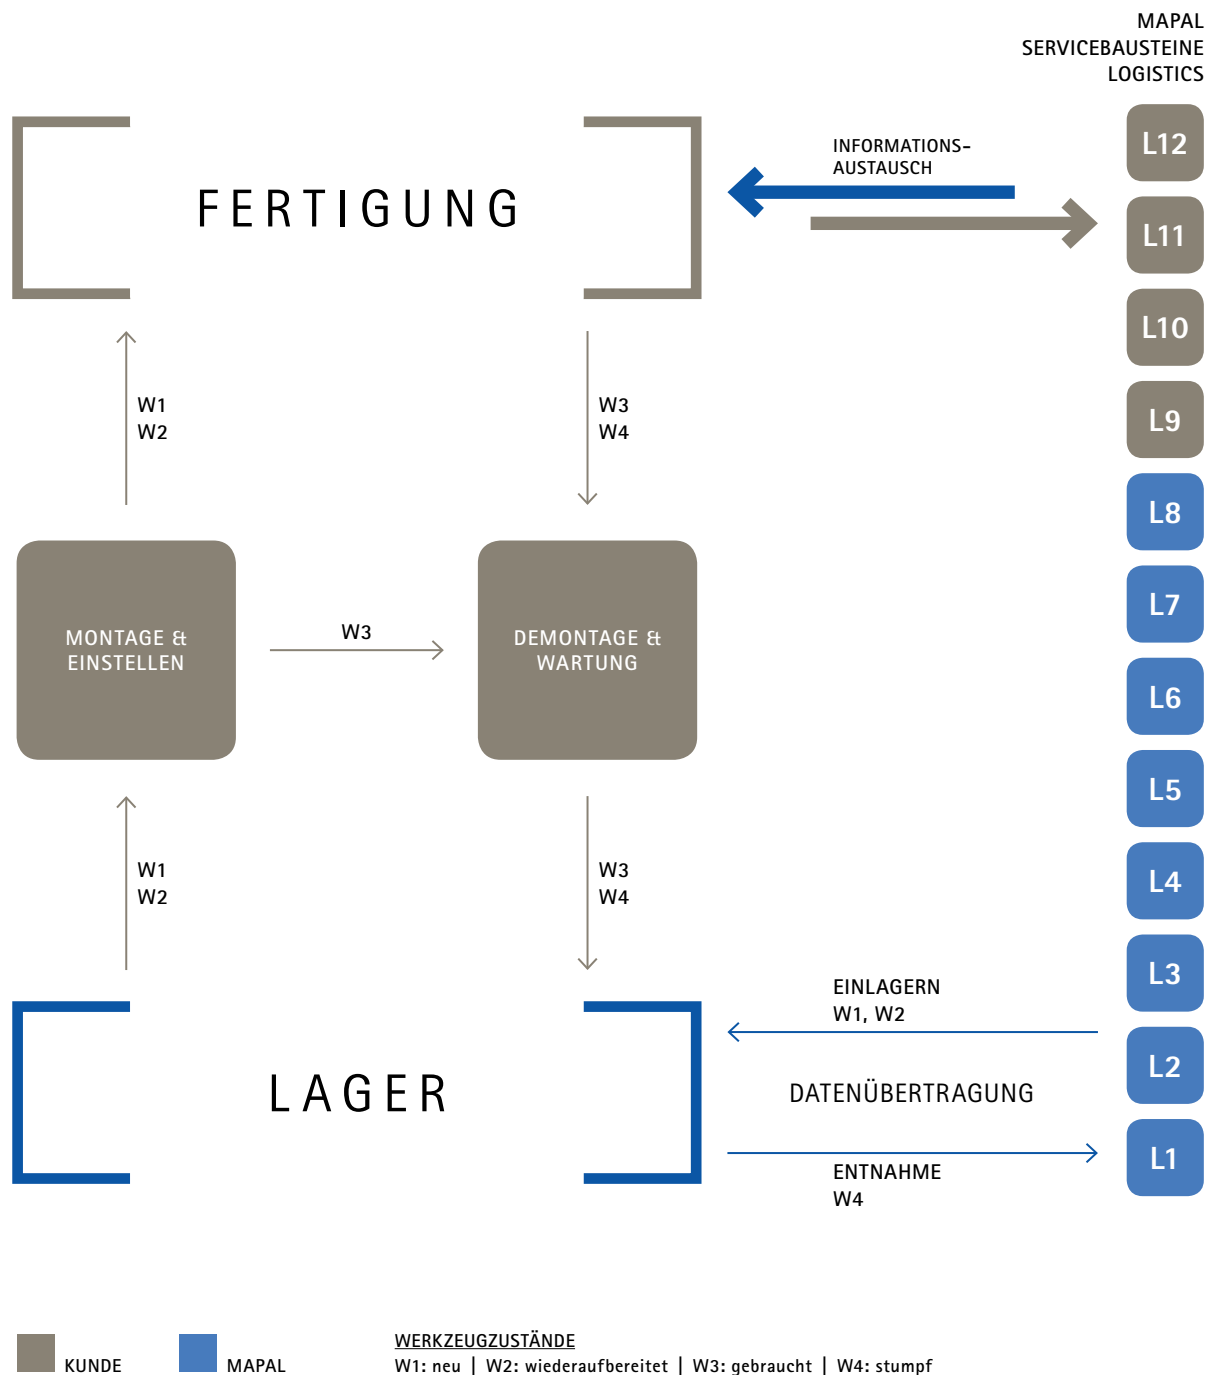 MAPAL
SERVICEBAUSTEINE
LOGISTICS
INFORMATIONS-
AUSTAUSCH
FERTIGUNG
L12
L11
L10
L9
L8
L7
L6
L5
L4
L3
L2
L1
W1
W2
W3
W4
MONTAGE &
EINSTELLEN
W3
DEMONTAGE &
WARTUNG
W1
W2
W3
W4
LAGER
EINLAGERN
W1, W2
DATENÜBERTRAGUNG
ENTNAHME
W4
KUNDE
MAPAL
WERKZEUGZUSTÄNDE
W1: neu | W2: wiederaufbereitet | W3: gebraucht | W4: stumpf